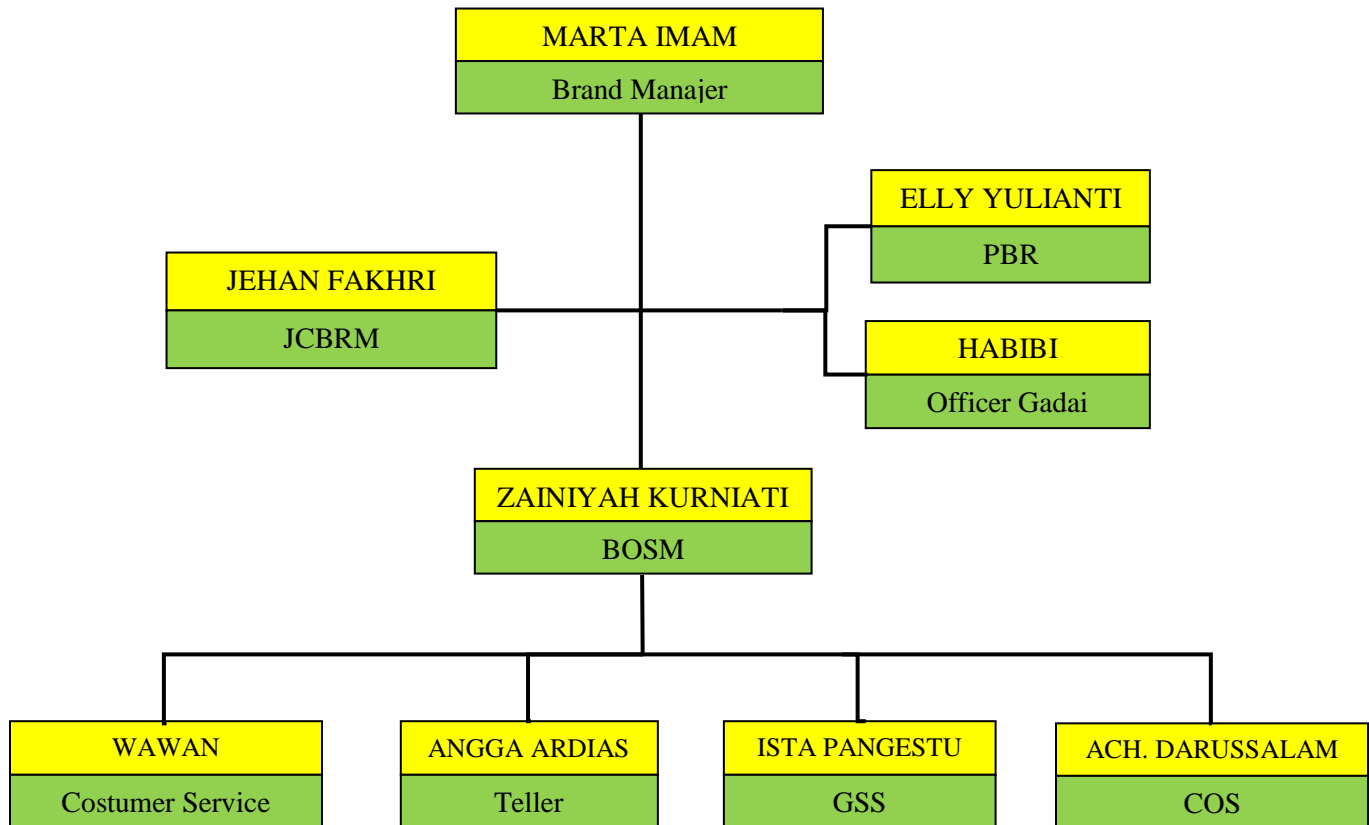 MARTA IMAM
Brand Manajer
ELLY YULIANTI
PBR
JEHAN FAKHRI
JCBRM
HABIBI
Officer Gadai
ZAINIYAH KURNIATI
BOSM
WAWAN
Costumer Service
ANGGA ARDIAS
Teller
ISTA PANGESTU
GSS
ACH. DARUSSALAM
COS